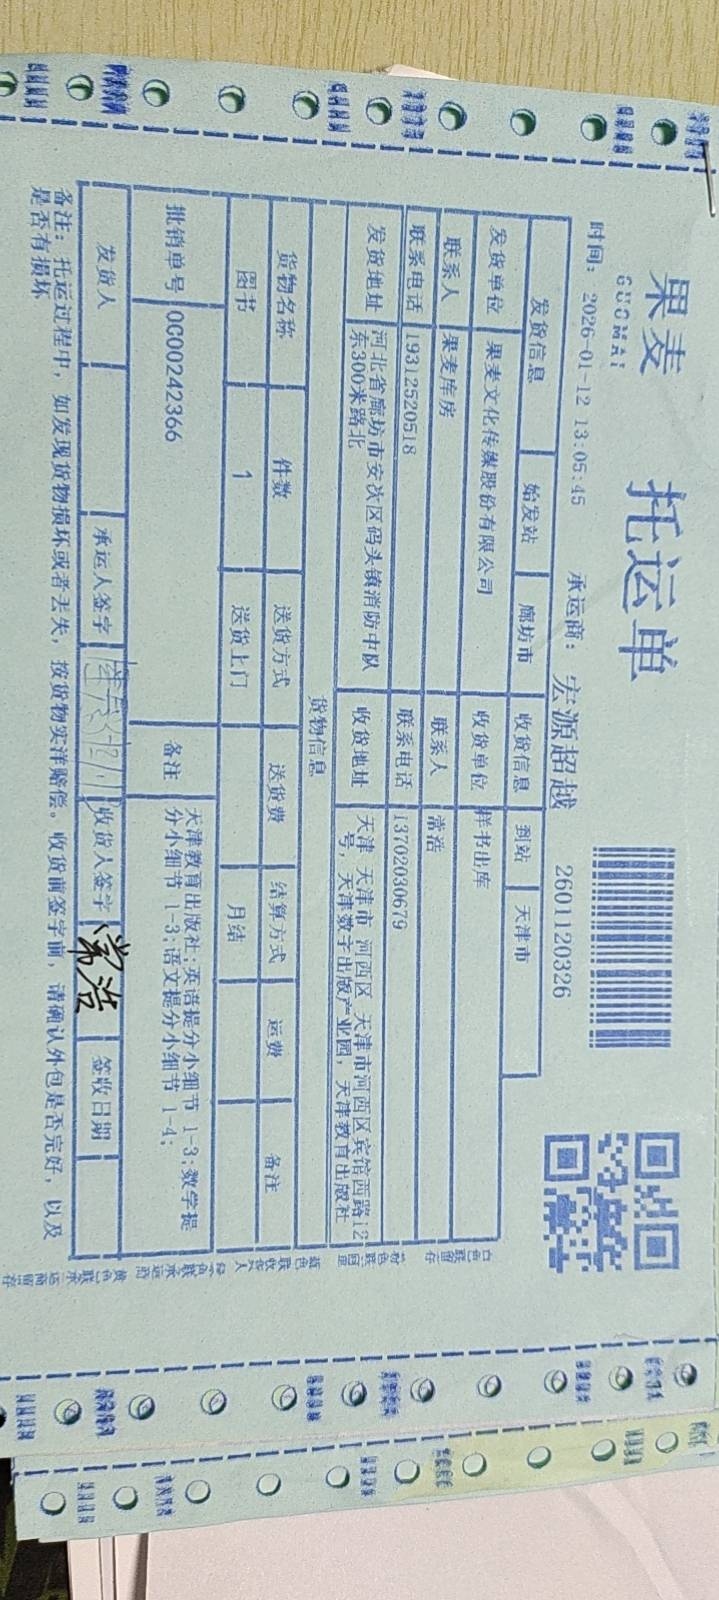 果麦
GUOMAI
托运单
时间：2026-01-12 13:05:45 承运商：宏源超越 2601120326
发货信息 始发站 廊坊市 收货信息 到站 天津市
发货单位 果麦文化传媒股份有限公司 收货单位 样书出库
联系人 果麦库房 联系人 常浩
联系电话 19312520518 联系电话 13702030679
发货地址 河北省廊坊市安次区码头镇消防中队
东300米路北
收货地址 天津 天津市 河西区 天津市河西区宾馆西路12
号，天津数字出版产业园，天津教育出版社
货物信息
货物名称 件数 送货方式 送货费 结算方式 运费 备注
图书 1 送货上门 月结
批销单号 0C00242366 备注 天津教育出版社;英语提分小细节 1-3;数学提
分小细节 1-3;语文提分小细节 1-4;
发货人 承运人签字 收货人签字 常浩 签收日期
备注：托运过程中，如发现货物损坏或者丢失，按货物实洋赔偿。收货前签字前，请确认外包是否完好，以及
是否有损坏